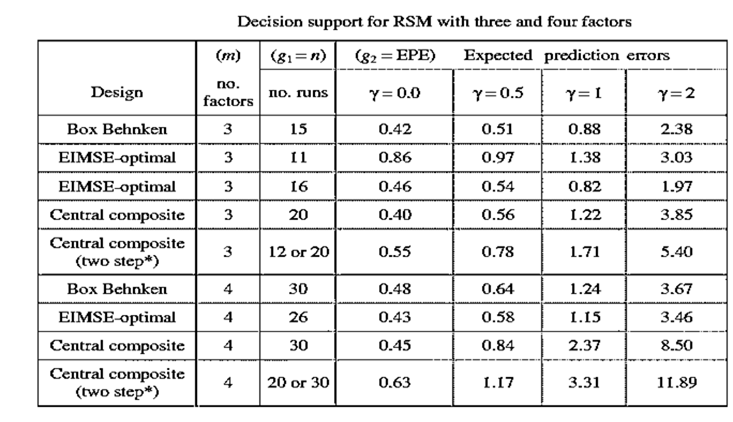 Decision support for RSM with three and four factors
Design (m) no. factors (g₁ = n) no. runs (g₂ = EPE) Expected prediction errors
γ = 0.0 γ = 0.5 γ = 1 γ = 2
Box Behnken 3 15 0.42 0.51 0.88 2.38
EIMSE-optimal 3 11 0.86 0.97 1.38 3.03
EIMSE-optimal 3 16 0.46 0.54 0.82 1.97
Central composite 3 20 0.40 0.56 1.22 3.85
Central composite (two step*) 3 12 or 20 0.55 0.78 1.71 5.40
Box Behnken 4 30 0.48 0.64 1.24 3.67
EIMSE-optimal 4 26 0.43 0.58 1.15 3.46
Central composite 4 30 0.45 0.84 2.37 8.50
Central composite (two step*) 4 20 or 30 0.63 1.17 3.31 11.89